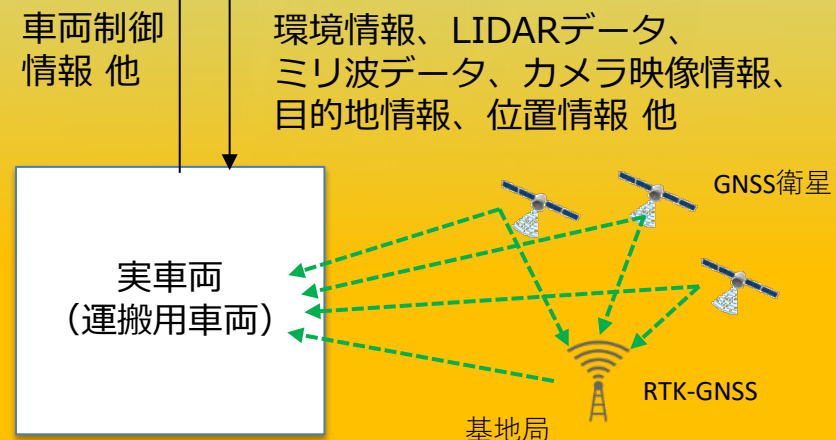 車両制御
情報 他
環境情報、LIDARデータ、
ミリ波データ、カメラ映像情報、
目的地情報、位置情報 他
GNSS衛星
実車両
（運搬用車両）
RTK-GNSS
基地局